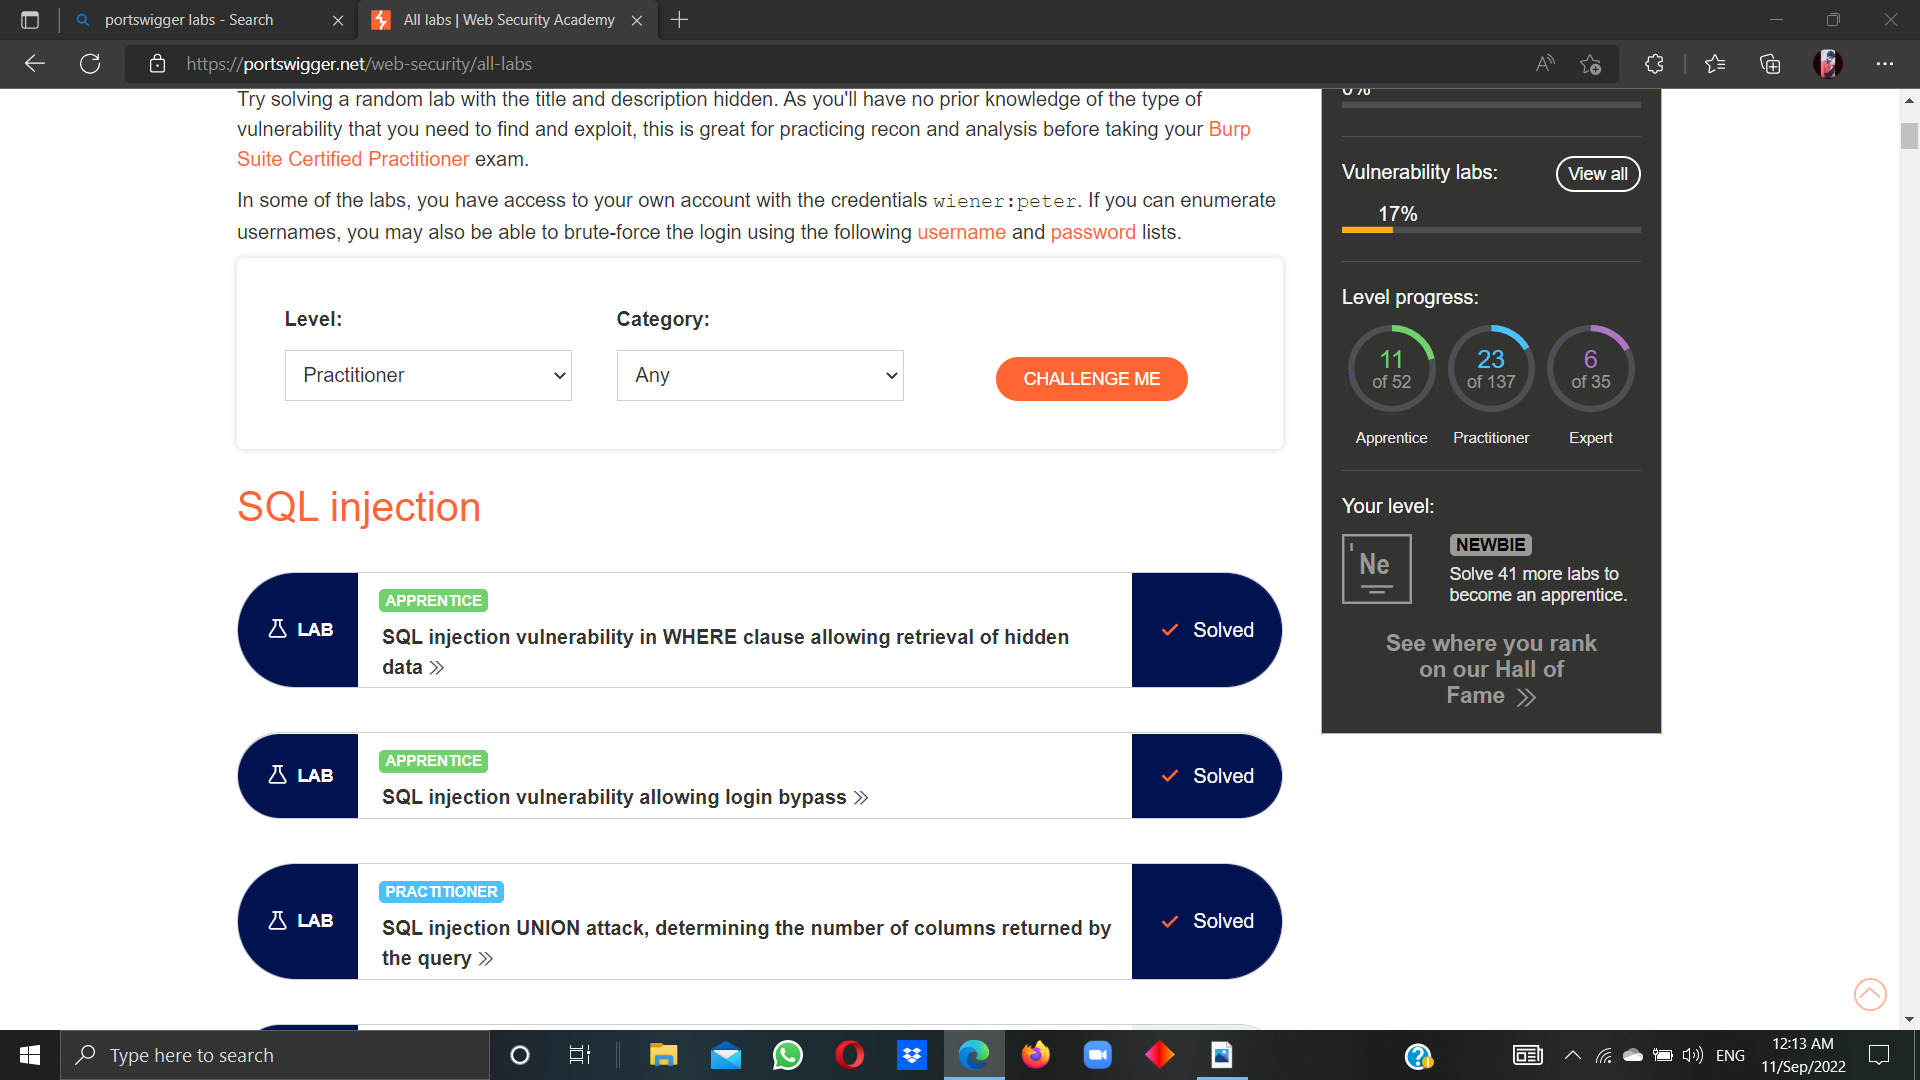 portswigger labs - Search
All labs | Web Security Academy
https://portswigger.net/web-security/all-labs
Try solving a random lab with the title and description hidden. As you'll have no prior knowledge of the type of
vulnerability that you need to find and exploit, this is great for practicing recon and analysis before taking your Burp
Suite Certified Practitioner exam.
In some of the labs, you have access to your own account with the credentials wiener:peter. If you can enumerate
usernames, you may also be able to brute-force the login using the following username and password lists.
Level:
Category:
Practitioner
Any
CHALLENGE ME
SQL injection
LAB
APPRENTICE
SQL injection vulnerability in WHERE clause allowing retrieval of hidden
data
Solved
LAB
APPRENTICE
SQL injection vulnerability allowing login bypass
Solved
LAB
PRACTITIONER
SQL injection UNION attack, determining the number of columns returned by
the query
Solved
0%
Vulnerability labs:
View all
17%
Level progress:
11
of 52
23
of 137
6
of 35
Apprentice
Practitioner
Expert
Your level:
Ne
NEWBIE
Solve 41 more labs to
become an apprentice.
See where you rank
on our Hall of
Fame
Type here to search
ENG
12:13 AM
11/Sep/2022